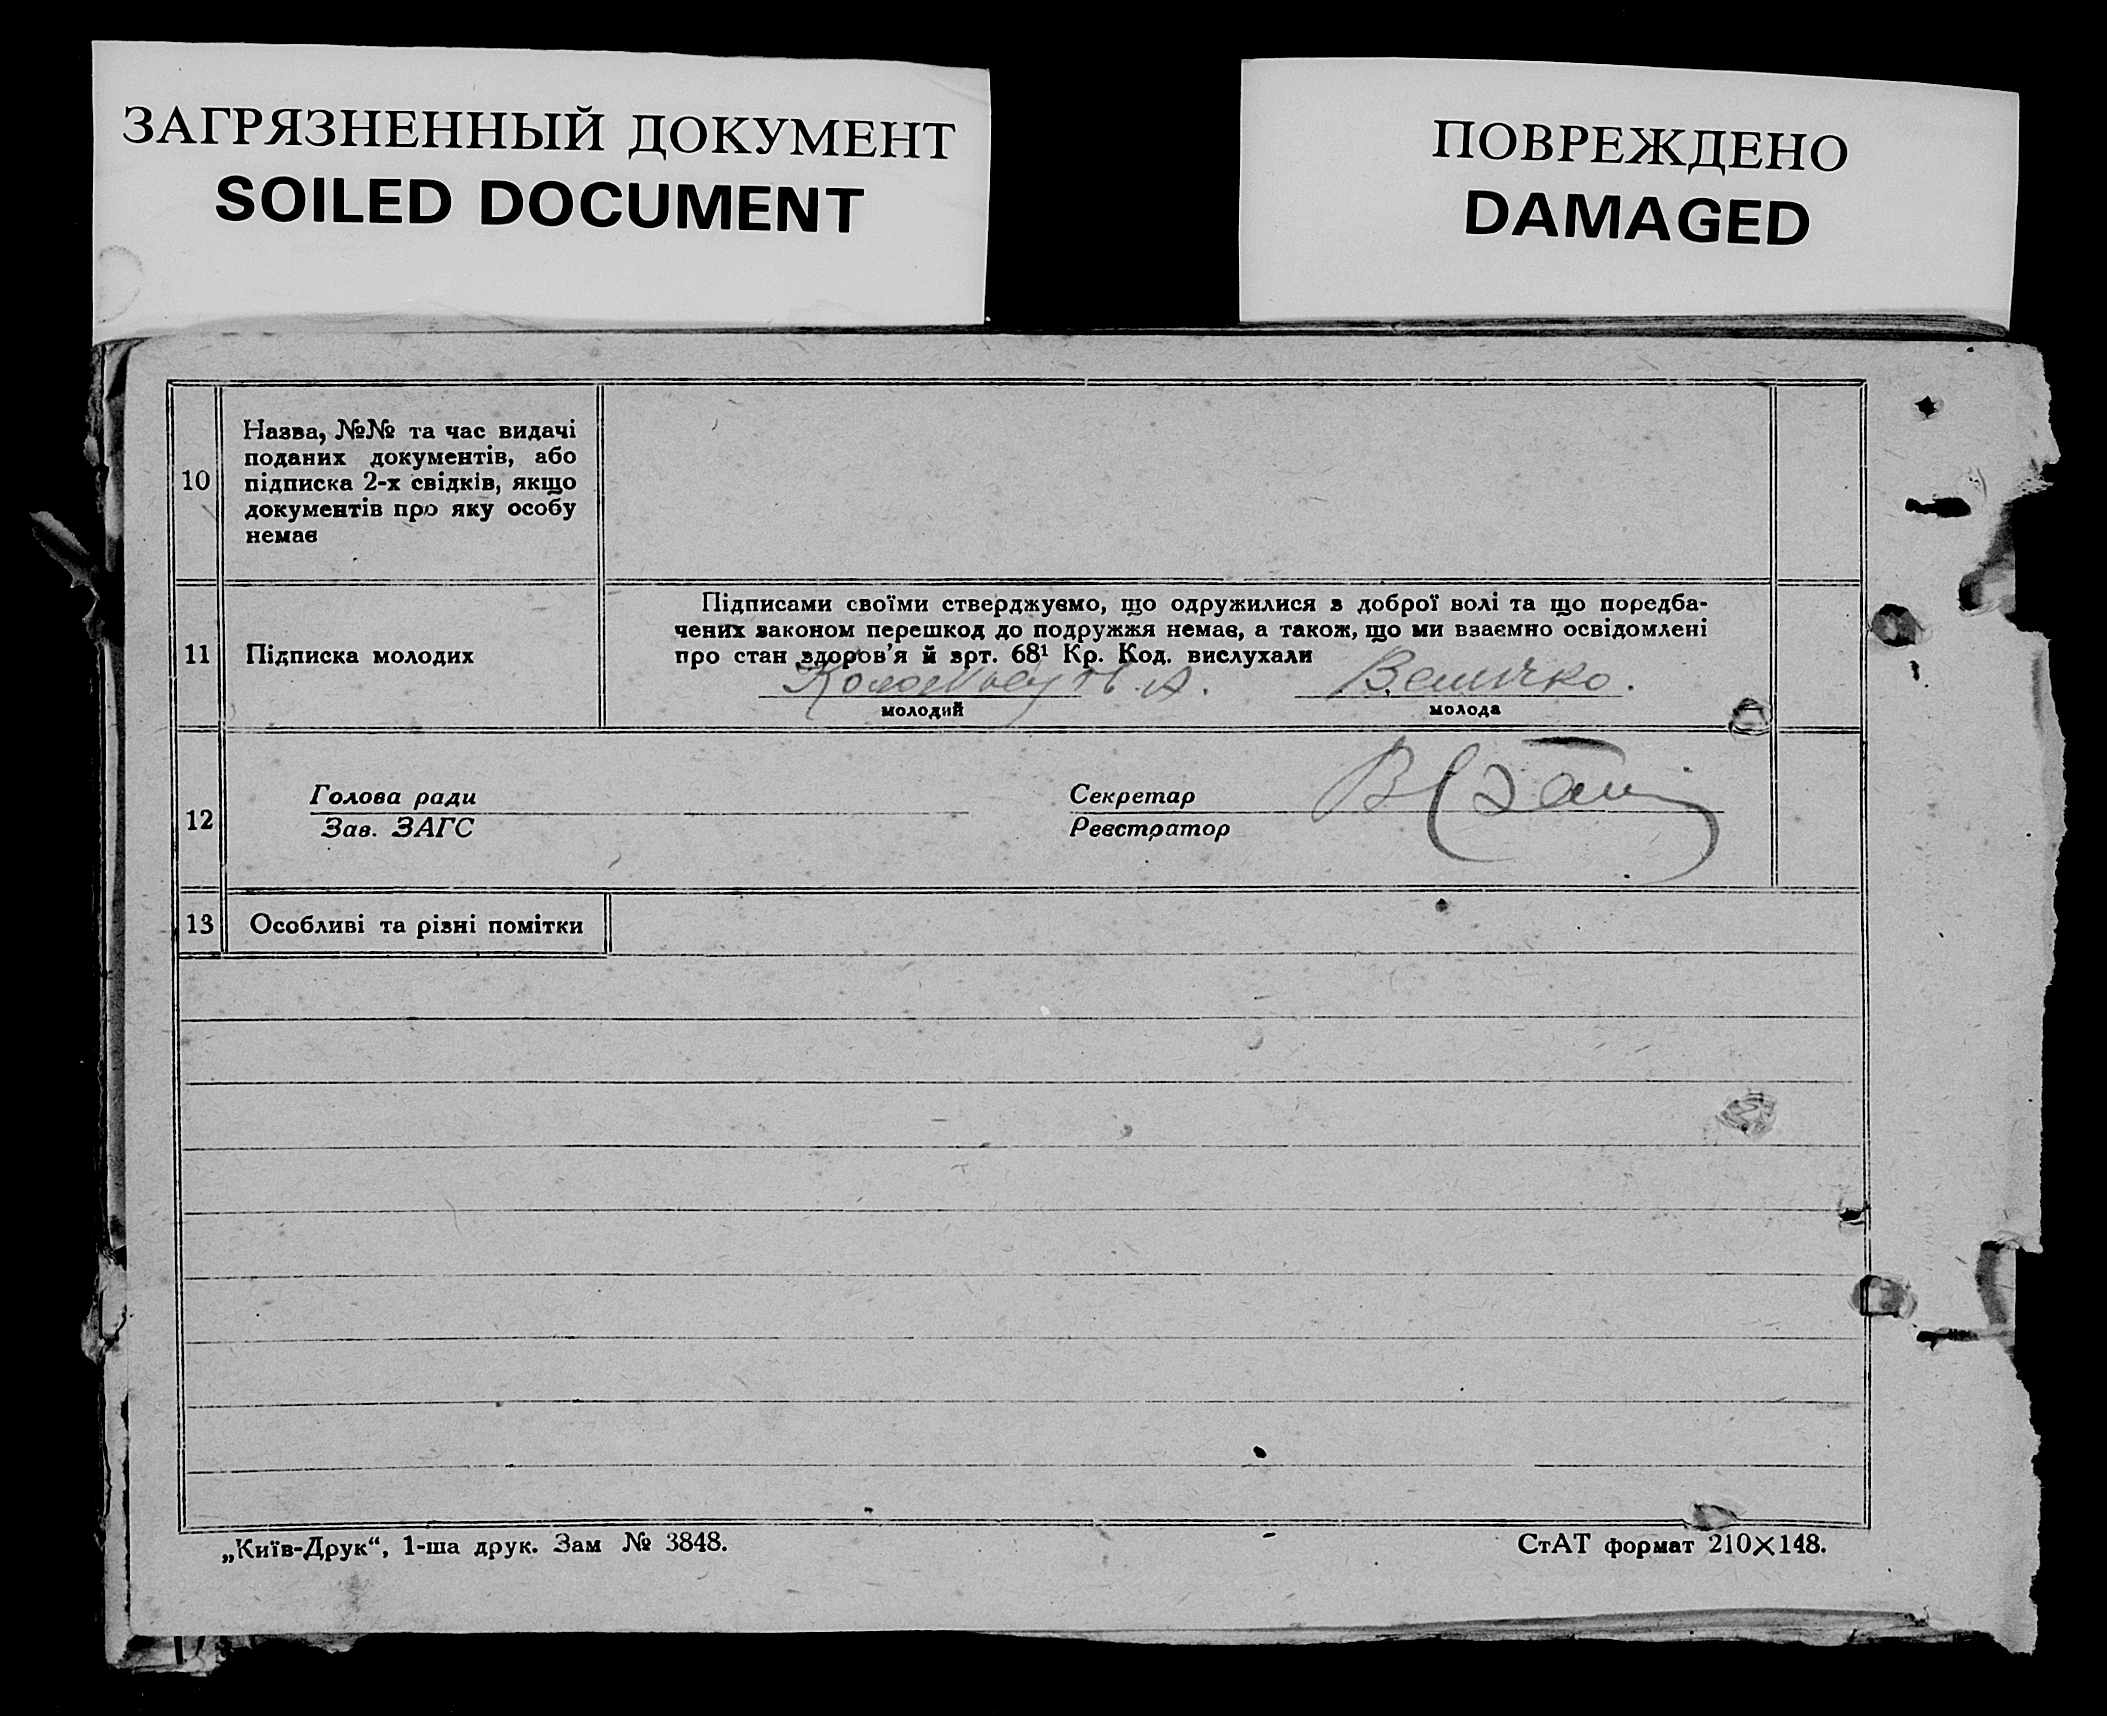 ЗАГРЯЗНЕННЫЙ ДОКУМЕНТ
SOILED DOCUMENT
ПОВРЕЖДЕНО
DAMAGED
10
Назва, №№ та час видачі
поданих документів, або
підписка 2-х свідків, якщо
документів про яку особу
немає
11
Підписка молодих
Підписами своїми стверджуємо, що одружилися з доброї волі та що поредба-
чених законом перешкод до подружжя немає, а також, що ми взаємно освідомлені
про стан здоров'я й арт. 68¹ Кр. Код. вислухали
А.
Величко.
молодий
молода
12
Голова ради
Зав. ЗАГС
Секретар
Реєстратор
13
Особливі та різні помітки
„Київ-Друк“, 1-ша друк. Зам № 3848.
СтАТ формат 210×148.